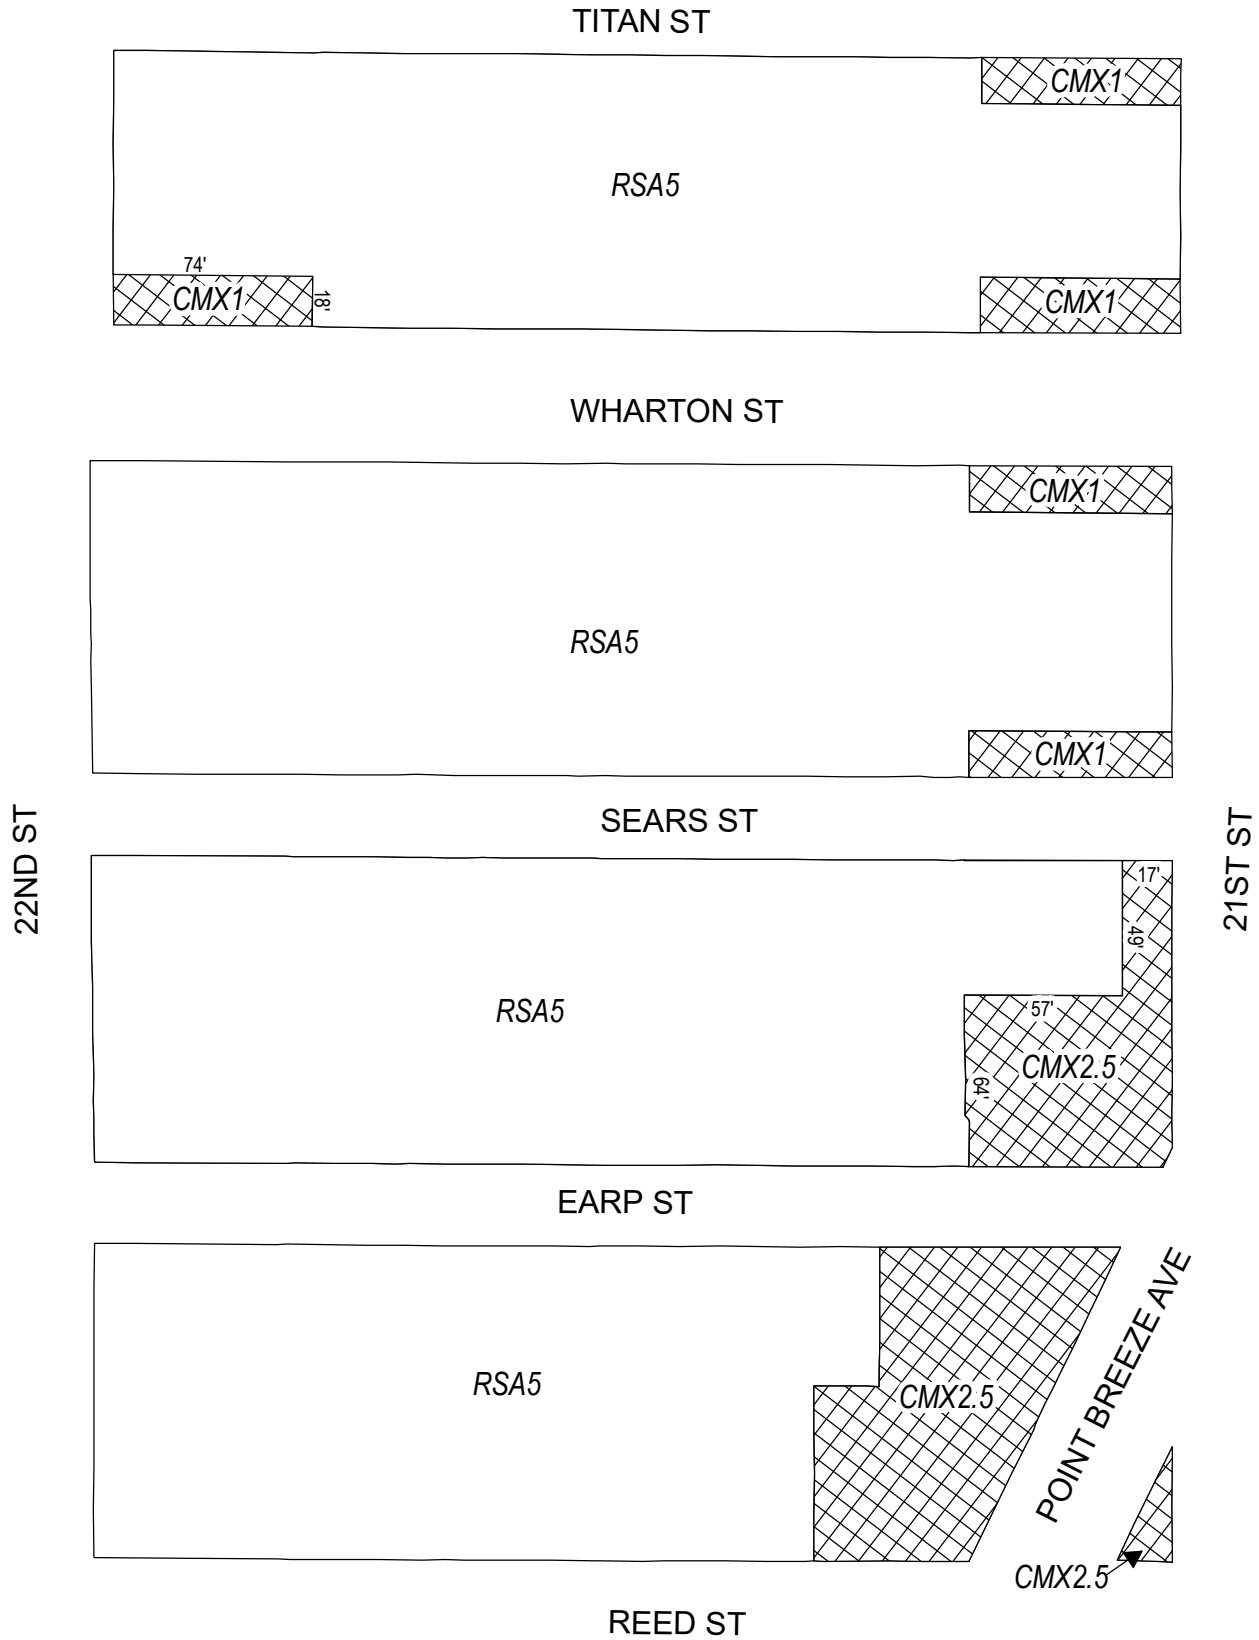 TITAN ST
CMX1
RSA5
74'
CMX1
18'
CMX1
WHARTON ST
CMX1
RSA5
CMX1
22ND ST
SEARS ST
21ST ST
17'
49'
RSA5
57'
CMX2.5
64'
EARP ST
RSA5
CMX2.5
POINT BREEZE AVE
CMX2.5
REED ST